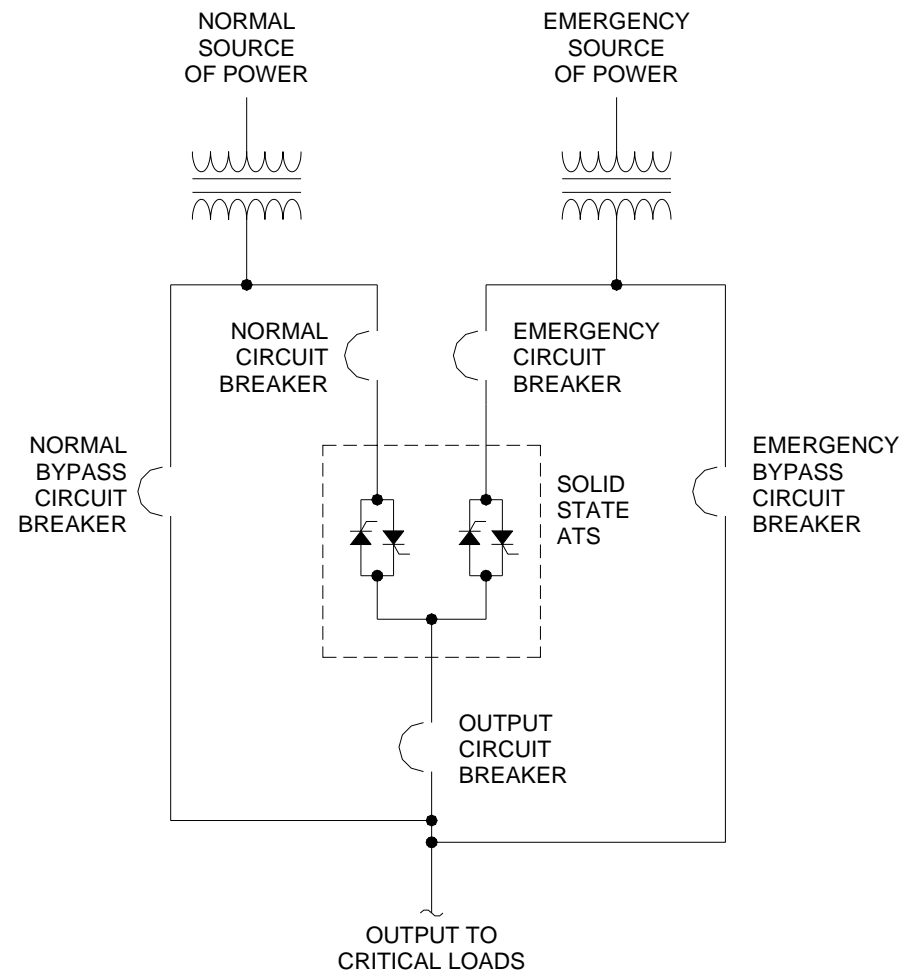 NORMAL
SOURCE
OF POWER
EMERGENCY
SOURCE
OF POWER
NORMAL
CIRCUIT
BREAKER
EMERGENCY
CIRCUIT
BREAKER
NORMAL
BYPASS
CIRCUIT
BREAKER
SOLID
STATE
ATS
EMERGENCY
BYPASS
CIRCUIT
BREAKER
OUTPUT
CIRCUIT
BREAKER
OUTPUT TO
CRITICAL LOADS